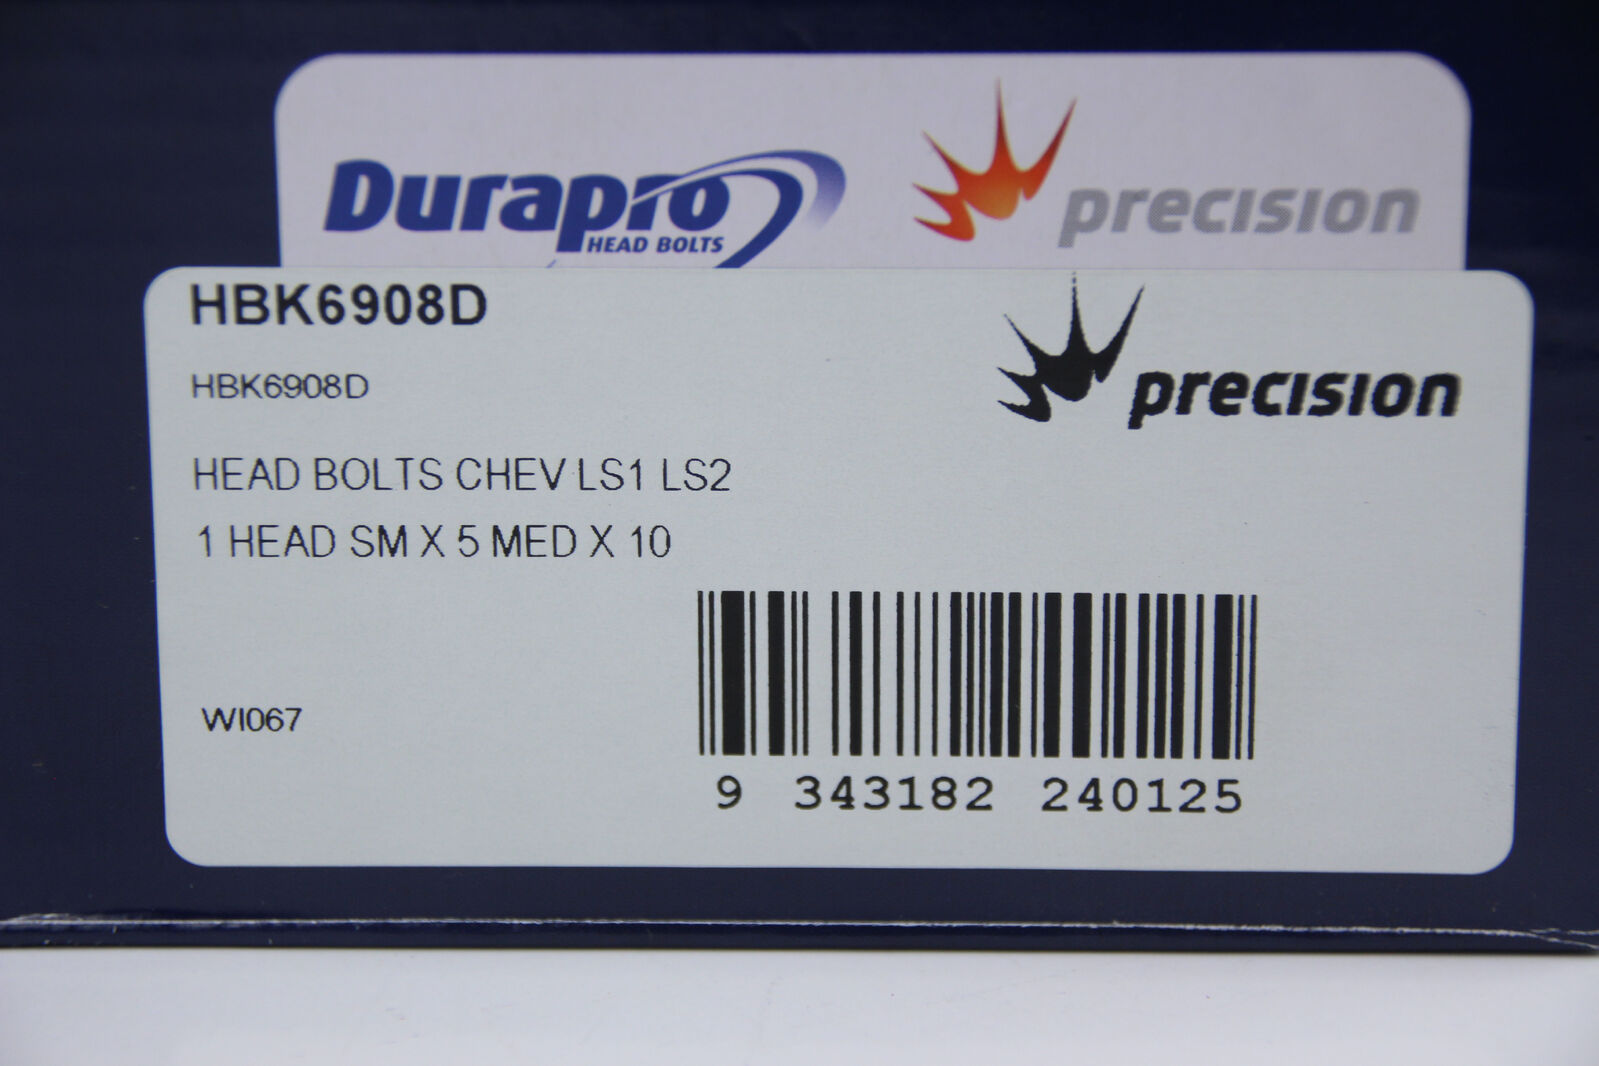 Durapro
HEAD BOLTS
precision
HBK6908D
precision
HBK6908D
HEAD BOLTS CHEV LS1 LS2
1 HEAD SM X 5 MED X 10
WI067
9 343182 240125